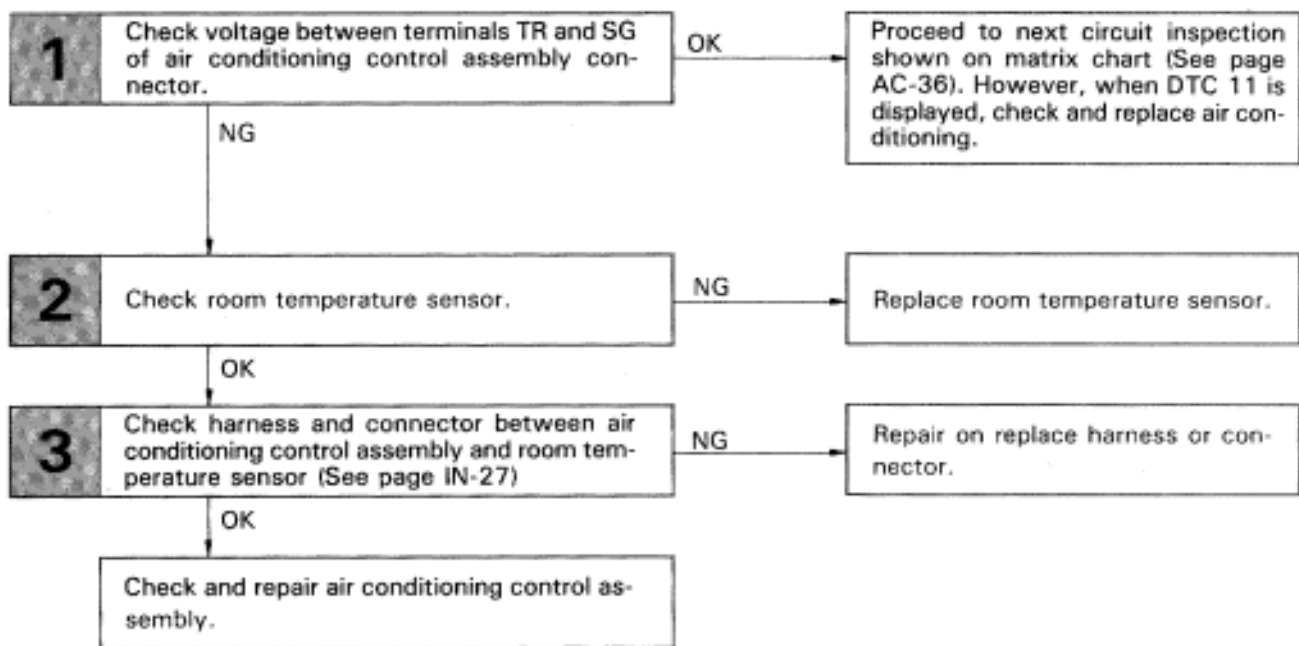 1
Check voltage between terminals TR and SG
of air conditioning control assembly con-
nector.
OK
Proceed to next circuit inspection
shown on matrix chart (See page
AC-36). However, when DTC 11 is
displayed, check and replace air con-
ditioning.
NG
2
Check room temperature sensor.
NG
Replace room temperature sensor.
OK
3
Check harness and connector between air
conditioning control assembly and room tem-
perature sensor (See page IN-27)
NG
Repair on replace harness or con-
nector.
OK
Check and repair air conditioning control as-
sembly.